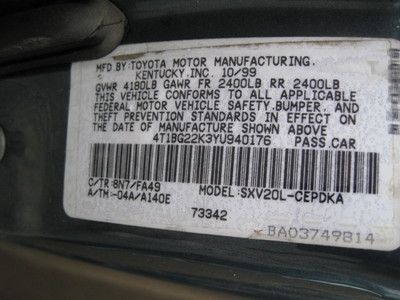 MFD BY: TOYOTA MOTOR MANUFACTURING.
KENTUCKY INC. 10/99
GVWR 4180LB GAWR FR 2400LB RR 2400LB
THIS VEHICLE CONFORMS TO ALL APPLICABLE
FEDERAL MOTOR VEHICLE SAFETY, BUMPER, AND
THEFT PREVENTION STANDARDS IN EFFECT ON
THE DATE OF MANUFACTURE SHOWN ABOVE.
4T1BG22K3YU940176 PASS.CAR
C/TR:8N7/FA49 MODEL:SXV20L-CEPDKA
A/TM:-04A/A140E
73342
BA03749814